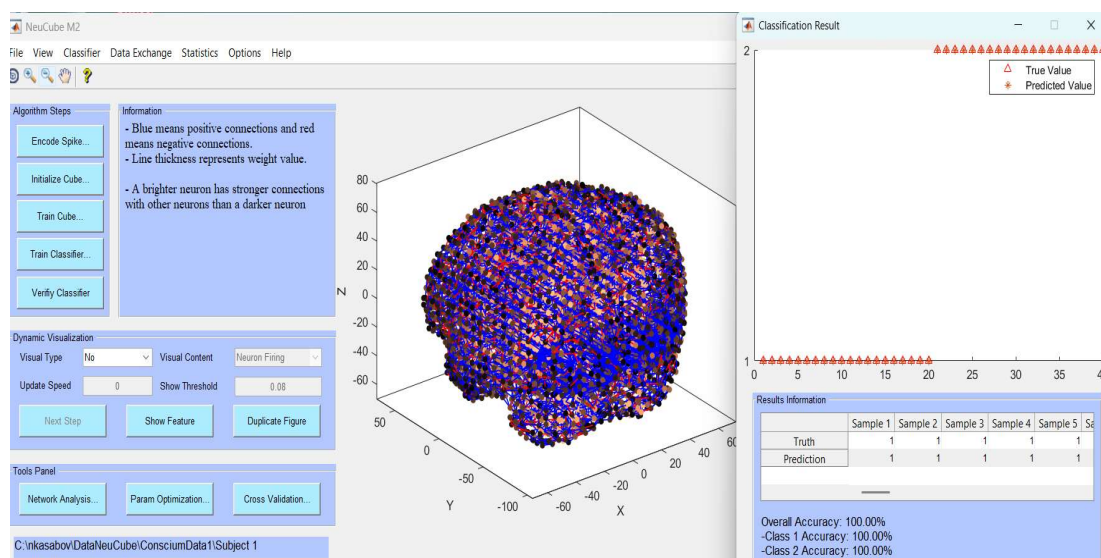 NeuCube M2
File View Classifier Data Exchange Statistics Options Help
Algorithm Steps
Encode Spike...
Initialize Cube...
Train Cube...
Train Classifier...
Verifiy Classifier
Information
- Blue means positive connections and red
means negative connections.
- Line thickness represents weight value.
- A brighter neuron has stronger connections
with other neurons than a darker neuron
Dynamic Visualization
Visual Type No Visual Content Neuron Firing
Update Speed 0 Show Threshold 0.08
Next Step Show Feature Duplicate Figure
Tools Panel
Network Analysis... Param Optimization... Cross Validation...
C:\nkasabov\DataNeuCube\ConsciumData1\Subject 1
80
60
40
20
0
-20
-40
-60
Z
50
0
-50
-100
Y
-60
-40
-20
0
20
40
60
X
Classification Result
2
1
True Value
Predicted Value
0 5 10 15 20 25 30 35 4
Results Information
Sample 1 Sample 2 Sample 3 Sample 4 Sample 5 Sa
Truth 1 1 1 1 1
Prediction 1 1 1 1 1
Overall Accuracy: 100.00%
-Class 1 Accuracy: 100.00%
-Class 2 Accuracy: 100.00%